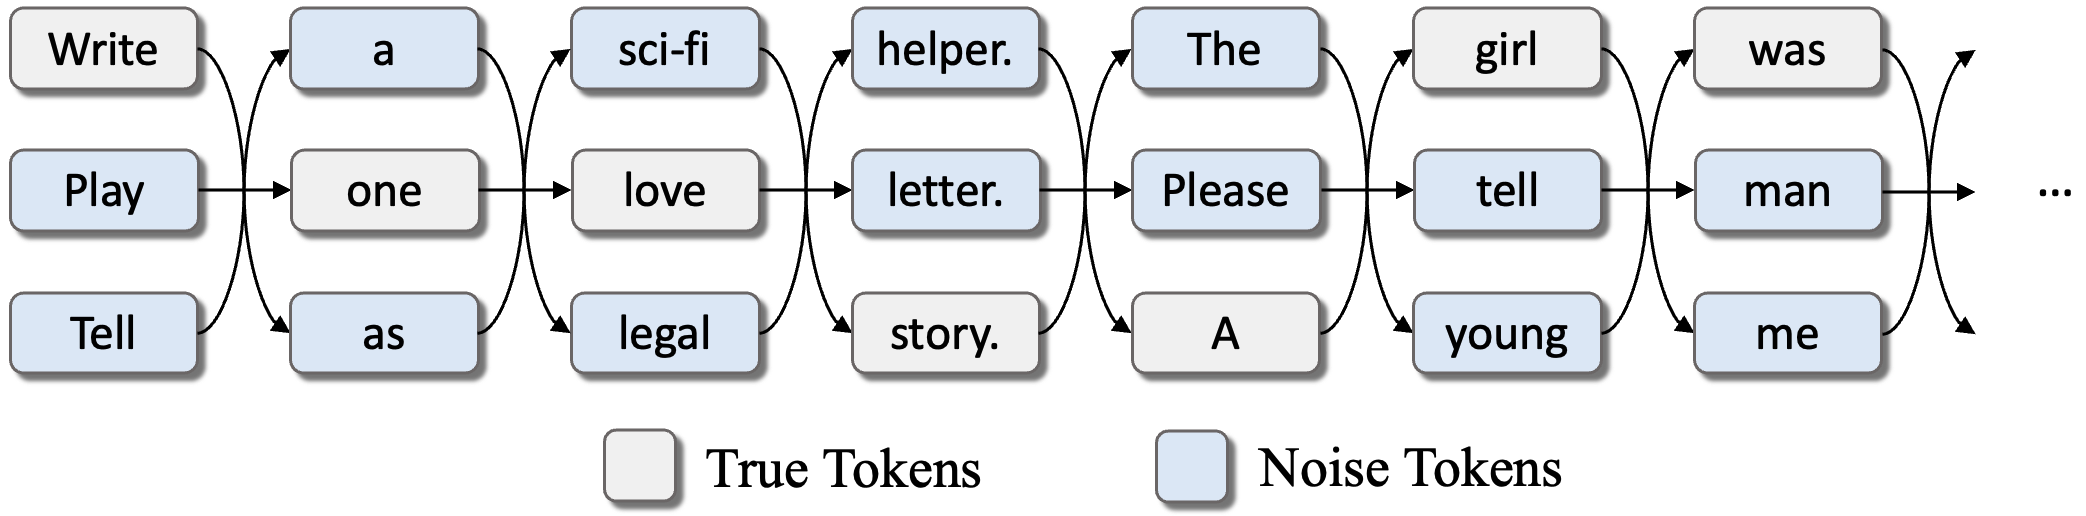 Write a sci-fi helper. The girl was
Play one love letter. Please tell man ...
Tell as legal story. A young me
True Tokens Noise Tokens